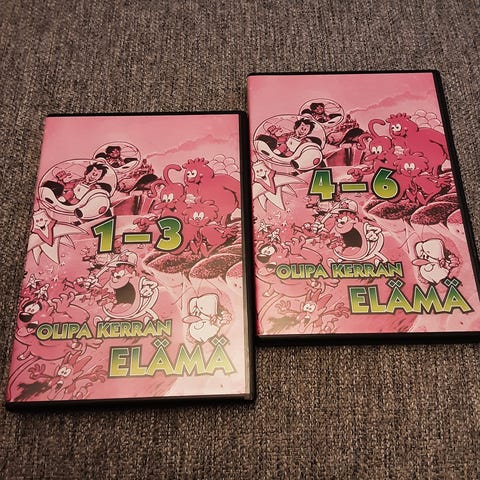 1–3
OLIPA KERRAN
ELÄMÄ
4–6
OLIPA KERRAN
ELÄMÄ